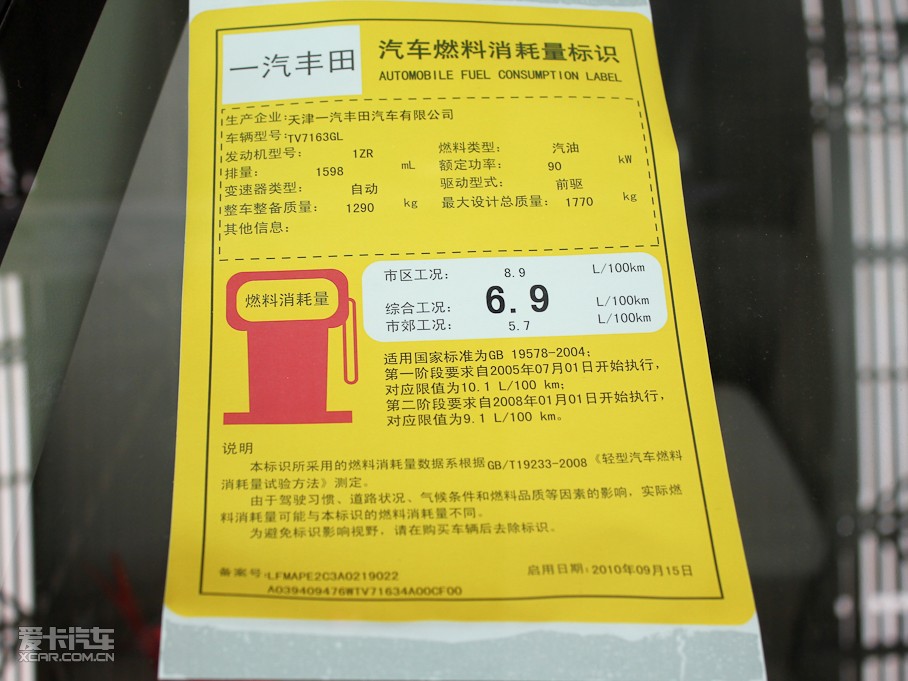 一汽丰田
汽车燃料消耗量标识
AUTOMOBILE FUEL CONSUMPTION LABEL
生产企业:天津一汽丰田汽车有限公司
车辆型号:TV7163GL
发动机型号: 1ZR 燃料类型: 汽油
排量: 1598 mL 额定功率: 90 kW
变速器类型: 自动 驱动型式: 前驱
整车整备质量: 1290 kg 最大设计总质量: 1770 kg
其他信息:
燃料消耗量
市区工况: 8.9 L/100km
综合工况: 6.9 L/100km
市郊工况: 5.7 L/100km
适用国家标准为GB 19578-2004;
第一阶段要求自2005年07月01日开始执行,
对应限值为10.1 L/100 km;
第二阶段要求自2008年01月01日开始执行,
对应限值为9.1 L/100 km。
说明
本标识所采用的燃料消耗量数据系根据GB/T19233-2008《轻型汽车燃料
消耗量试验方法》测定。
由于驾驶习惯、道路状况、气候条件和燃料品质等因素的影响,实际燃
料消耗量可能与本标识的燃料消耗量不同。
为避免标识影响视野,请在购买车辆后去除标识。
备案号:LFMAPE2C3A0219022 启用日期:2010年09月15日
A039409476WTV71634A00CF00
爱卡汽车
XCAR.COM.CN